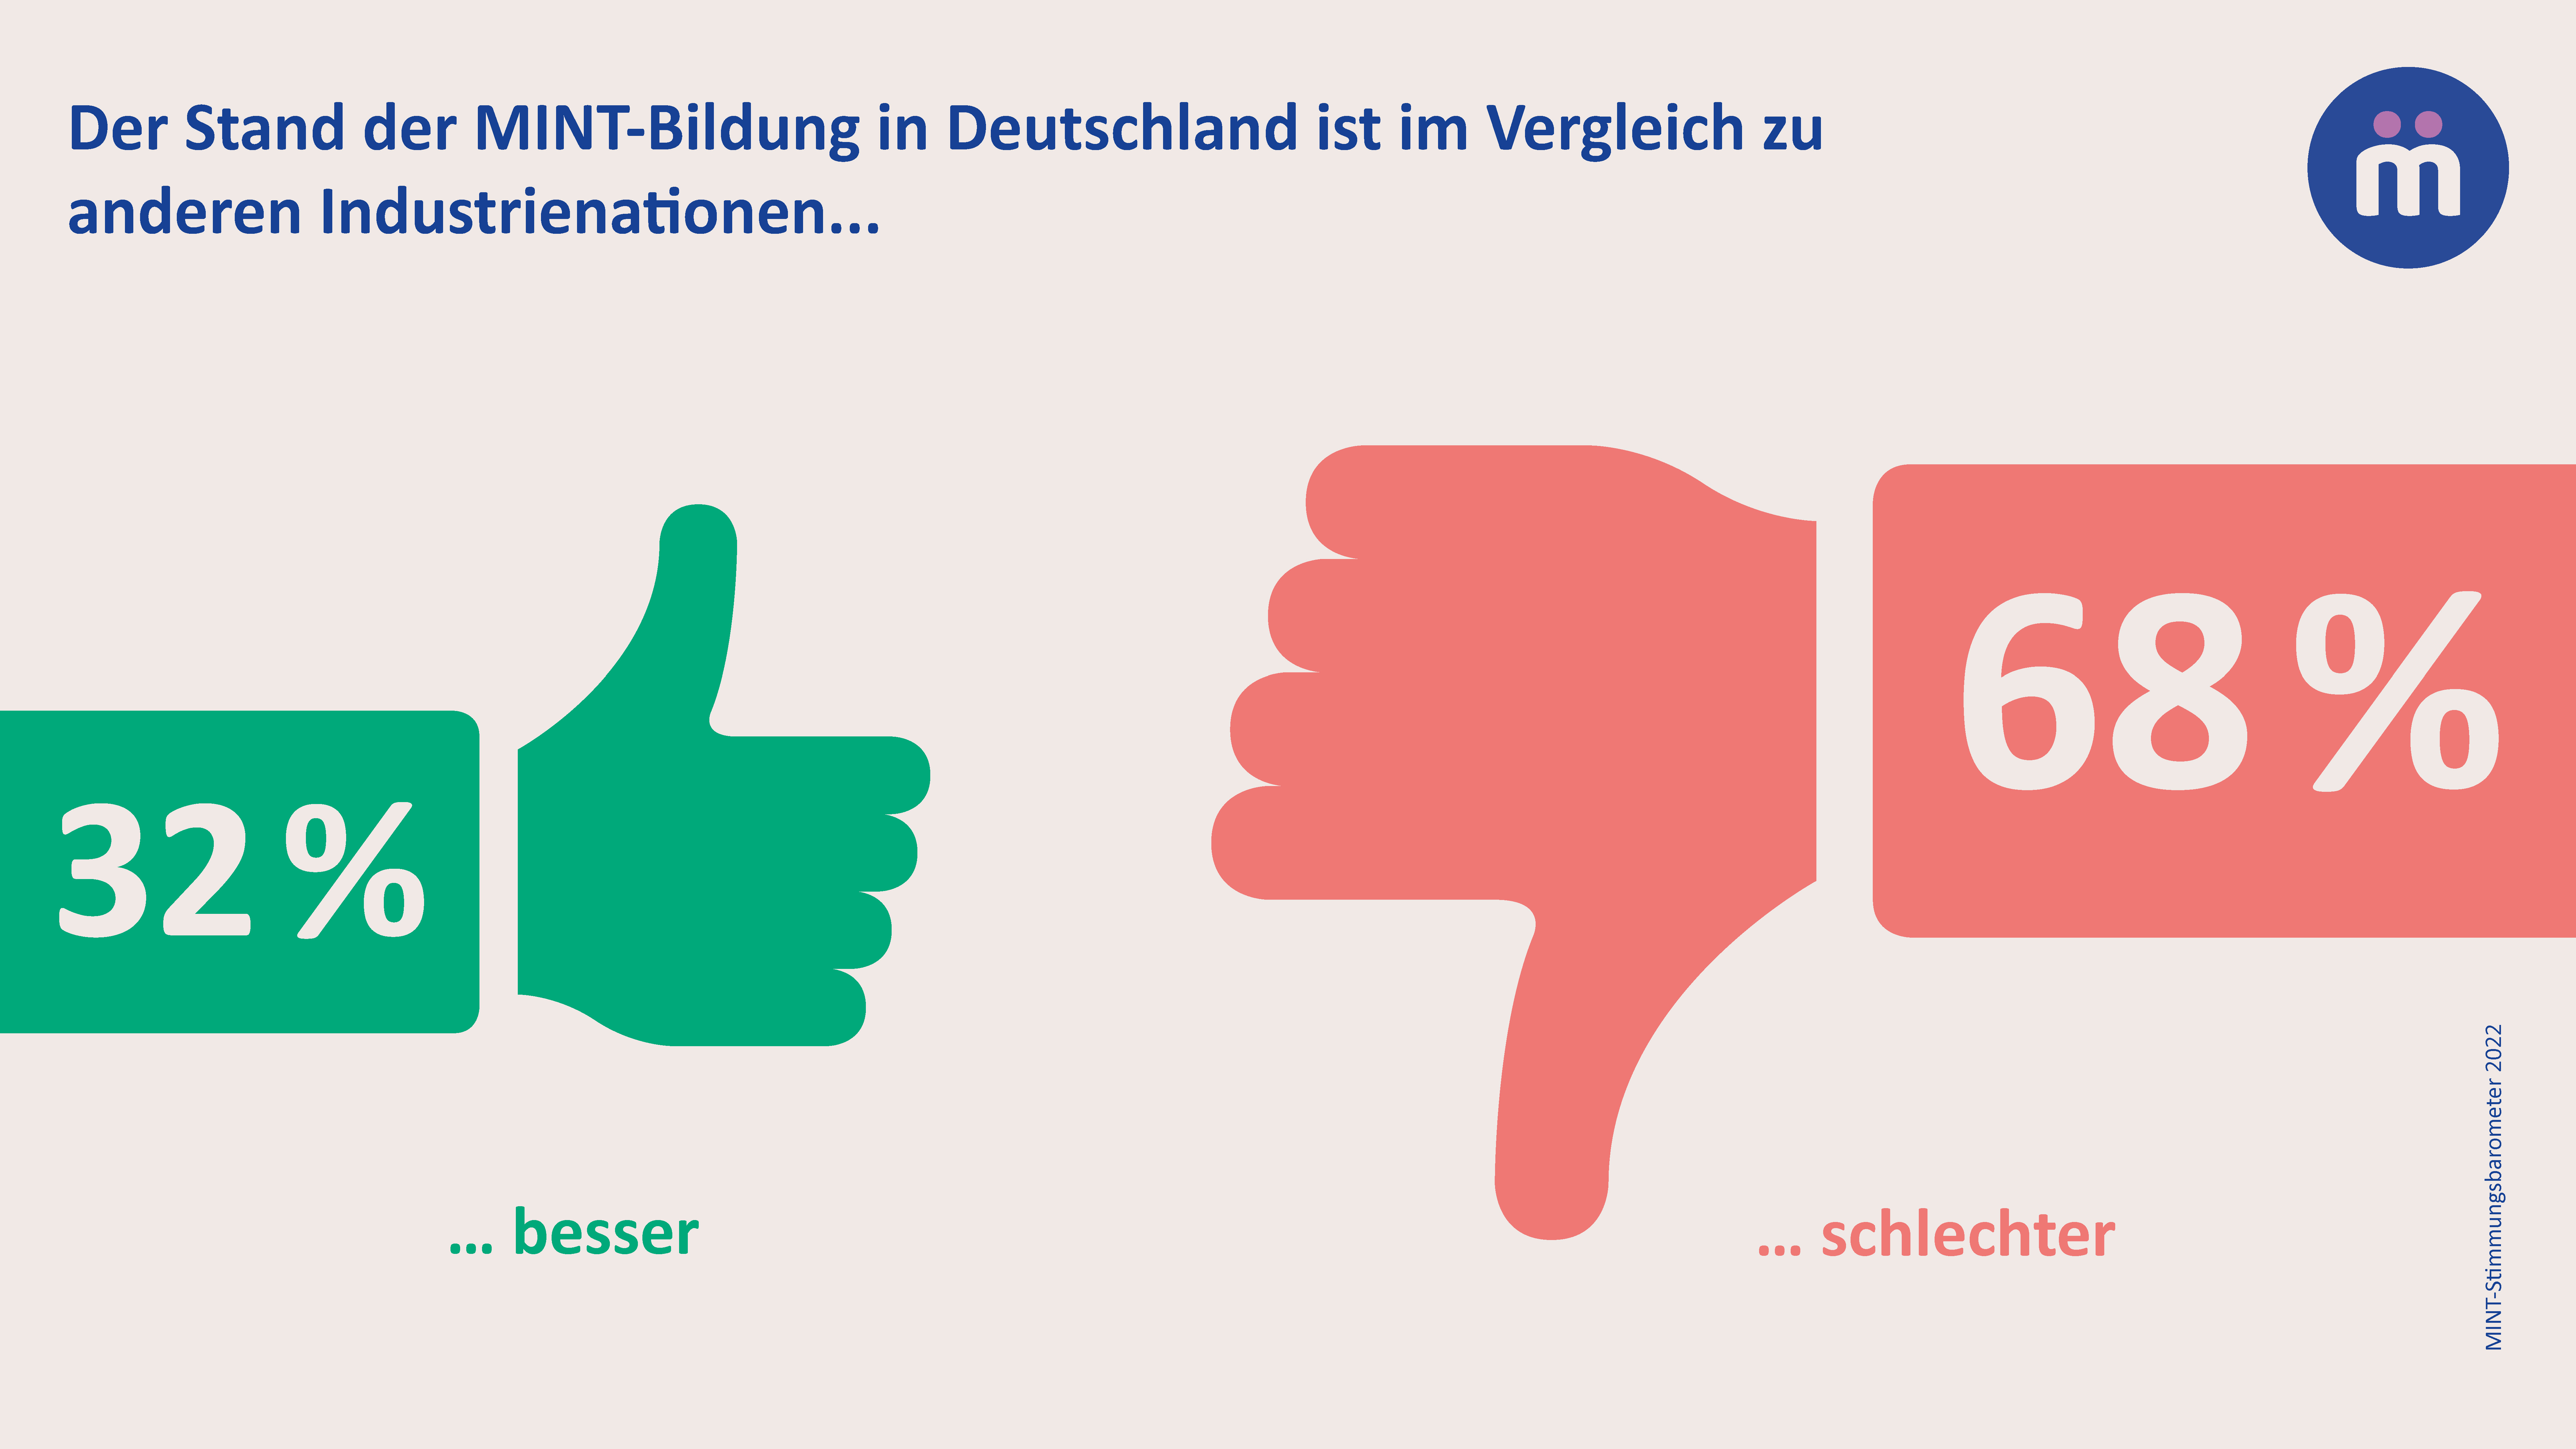 Der Stand der MINT-Bildung in Deutschland ist im Vergleich zu
anderen Industrienationen...
m̈
32 %
68 %
... besser
... schlechter
MINT-Stimmungsbarometer 2022